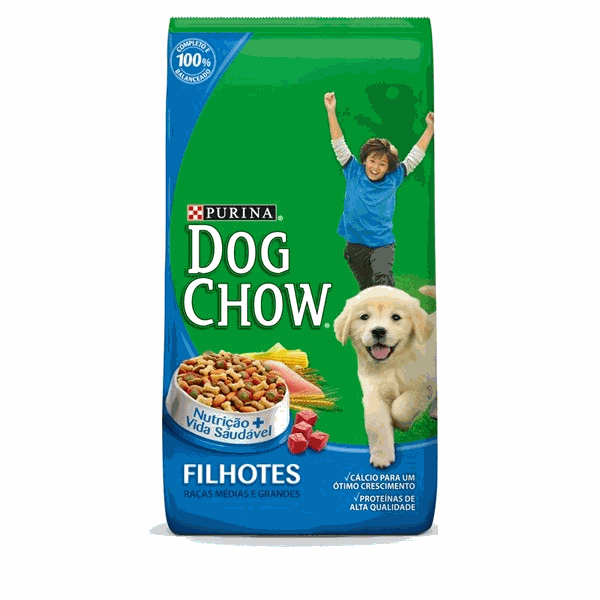 COMPLETO E
100%
BALANCEADO
PURINA®
DOG
CHOW®
Nutrição +
Vida Saudável
FILHOTES
RAÇAS MÉDIAS E GRANDES
√CÁLCIO PARA UM
ÓTIMO CRESCIMENTO
√PROTEÍNAS DE
ALTA QUALIDADE